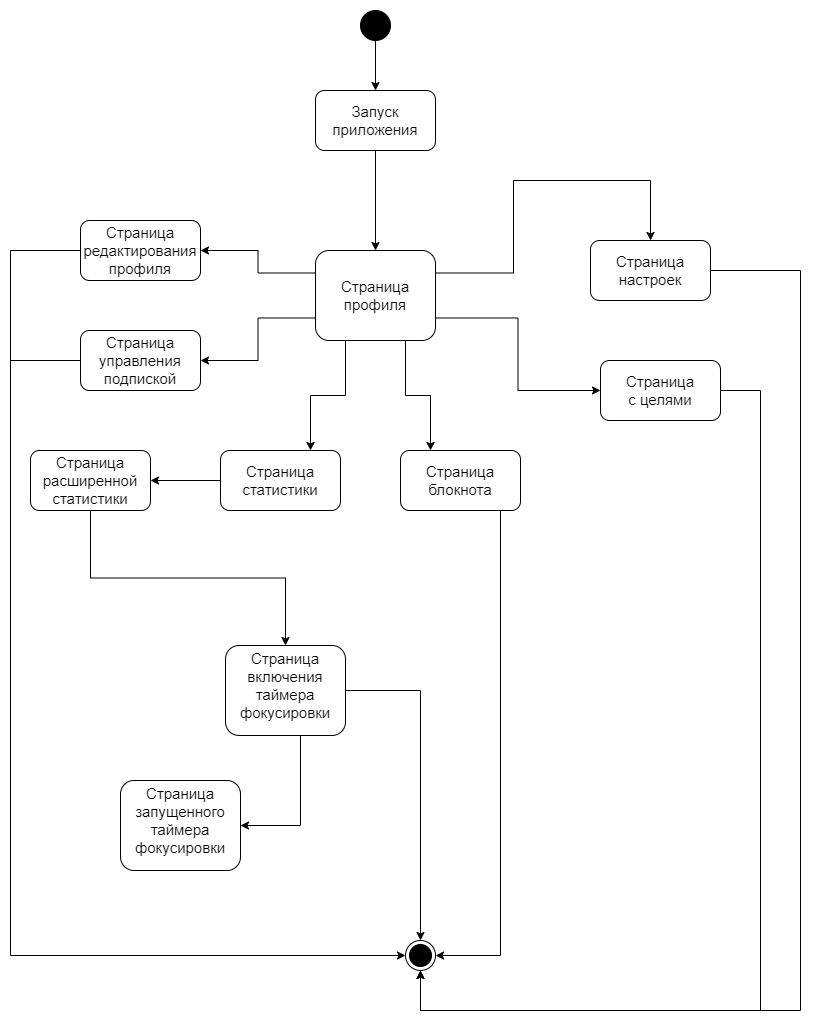 Запуск
приложения
Страница
редактирования
профиля
Страница
профиля
Страница
настроек
Страница
управления
подпиской
Страница
с целями
Страница
расширенной
статистики
Страница
статистики
Страница
блокнота
Страница
включения
таймера
фокусировки
Страница
запущенного
таймера
фокусировки